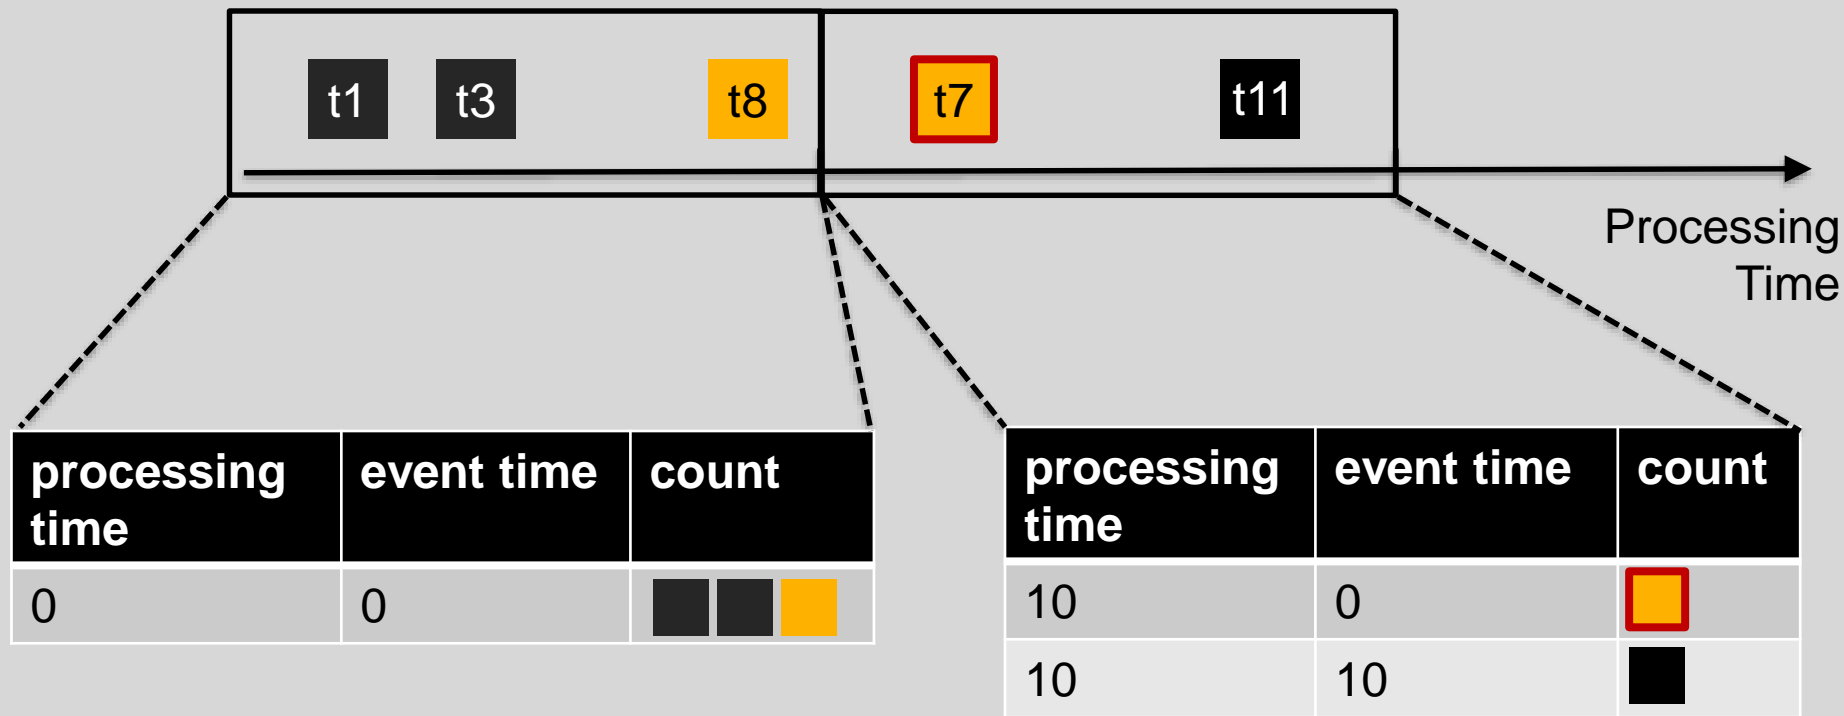 t1 t3 t8 t7 t11
Processing
Time
processing time event time count
0 0
processing time event time count
10 0
10 10